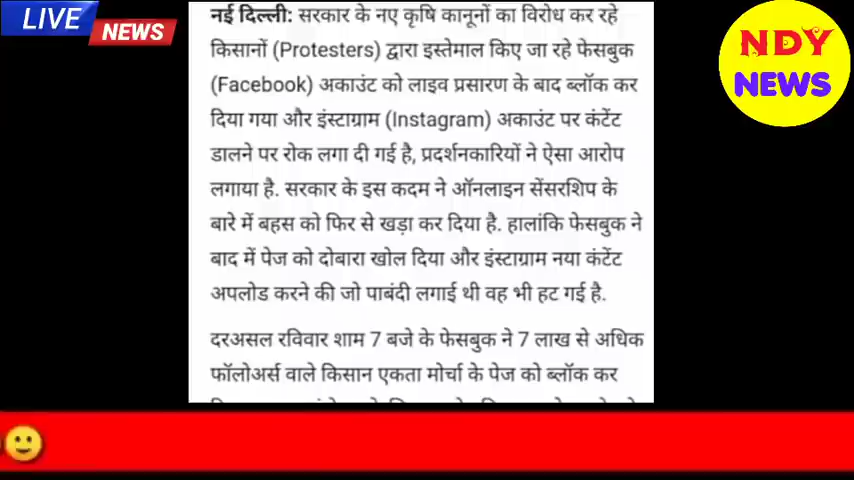 LIVE
NEWS
NDY
NEWS
नई दिल्ली: सरकार के नए कृषि कानूनों का विरोध कर रहे
किसानों (Protesters) द्वारा इस्तेमाल किए जा रहे फेसबुक
(Facebook) अकाउंट को लाइव प्रसारण के बाद ब्लॉक कर
दिया गया और इंस्टाग्राम (Instagram) अकाउंट पर कंटेंट
डालने पर रोक लगा दी गई है, प्रदर्शनकारियों ने ऐसा आरोप
लगाया है. सरकार के इस कदम ने ऑनलाइन सेंसरशिप के
बारे में बहस को फिर से खड़ा कर दिया है. हालांकि फेसबुक ने
बाद में पेज को दोबारा खोल दिया और इंस्टाग्राम नया कंटेंट
अपलोड करने की जो पाबंदी लगाई थी वह भी हट गई है.
दरअसल रविवार शाम 7 बजे के फेसबुक ने 7 लाख से अधिक
फॉलोअर्स वाले किसान एकता मोर्चा के पेज को ब्लॉक कर